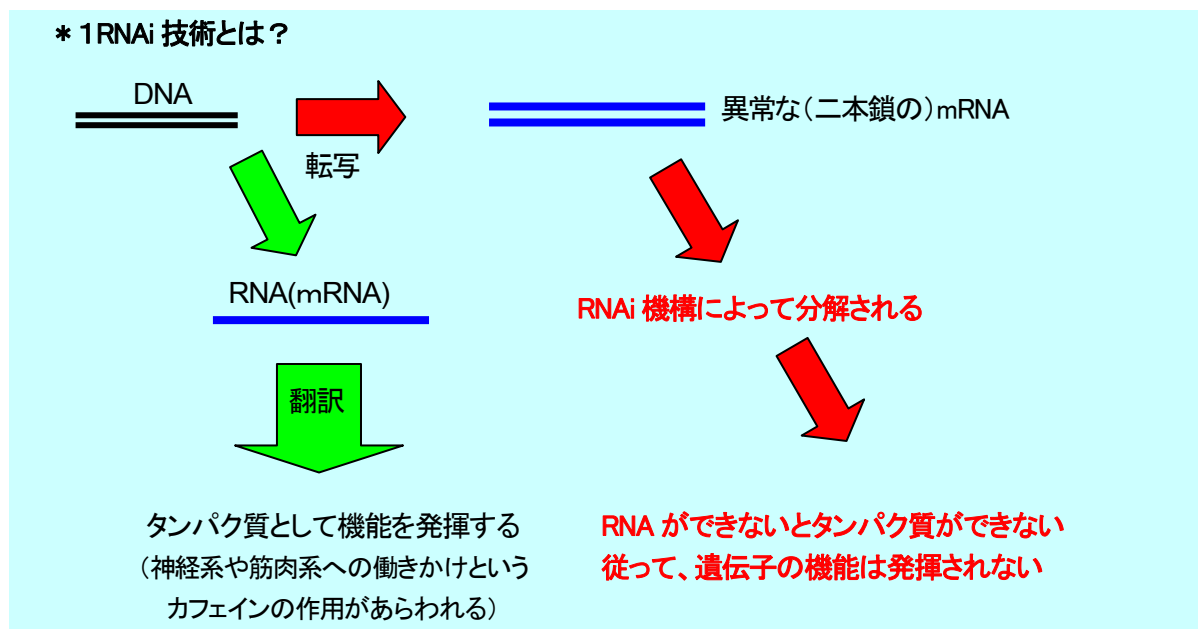 *1RNAi 技術とは？
DNA
転写
異常な（二本鎖の）mRNA
RNA(mRNA)
RNAi 機構によって分解される
翻訳
タンパク質として機能を発揮する
（神経系や筋肉系への働きかけという
カフェインの作用があらわれる）
RNA ができないとタンパク質ができない
従って、遺伝子の機能は発揮されない